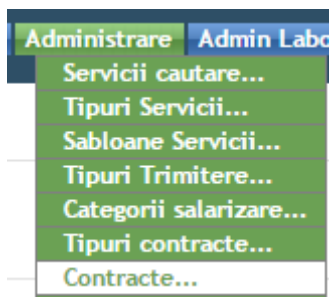 Administrare Admin Labo
Servicii cautare...
Tipuri Servicii...
Sabloane Servicii...
Tipuri Trimitere...
Categorii salarizare...
Tipuri contracte...
Contracte...